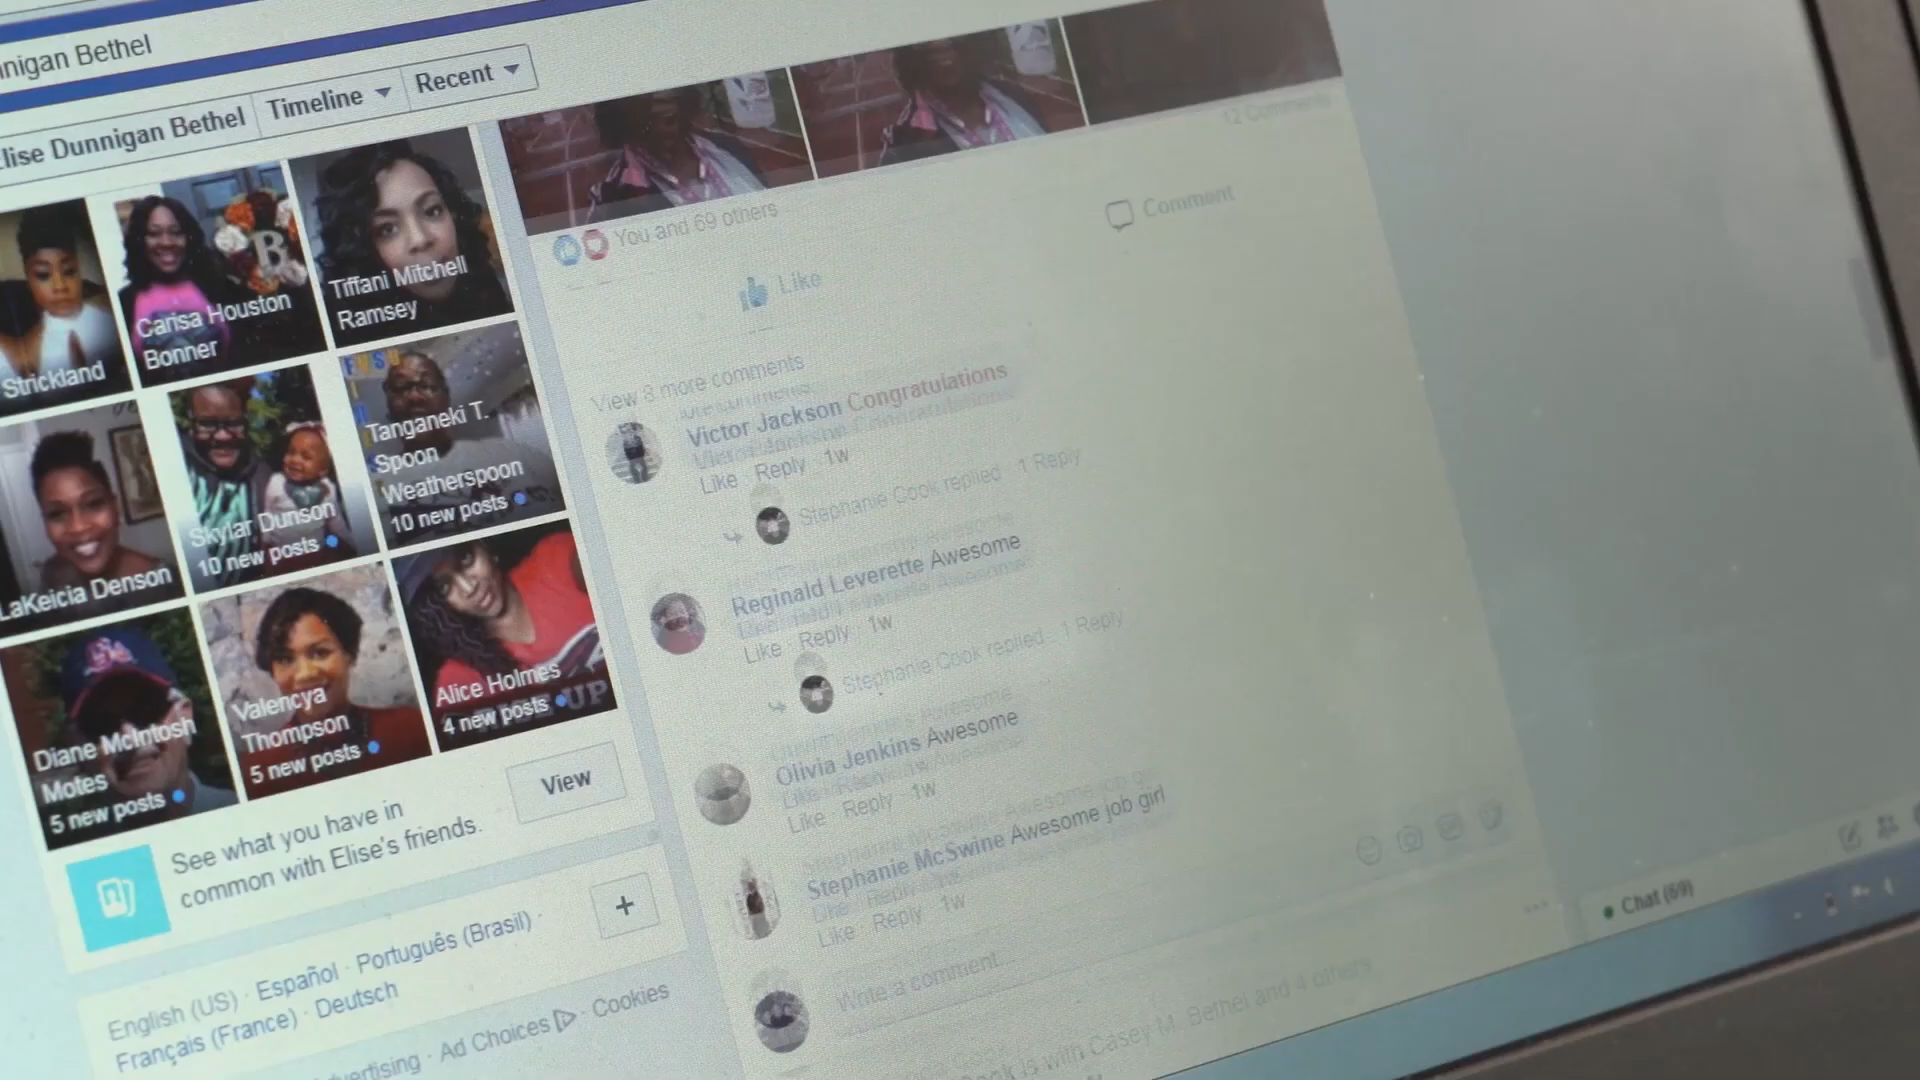 nnigan Bethel
Elise Dunnigan Bethel
Timeline
Recent
Strickland
Carisa Houston
Bonner
Tiffani Mitchell
Ramsey
LaKeicia Denson
Skylar Dunson
10 new posts
Tanganeki T.
Spoon
Weatherspoon
10 new posts
Diane McIntosh
Motes
5 new posts
B
Valencya
Thompson
5 new posts
Alice Holmes
4 new posts
UP
See what you have in
common with Elise's friends.
View
English (US) · Español · Português (Brasil) ·
Français (France) · Deutsch
+
vertising · Ad Choices · Cookies
12 Comments
You and 69 others
Like
Comment
View 8 more comments
Victor Jackson Congratulations
Like · Reply · 1w
Stephanie Cook replied · 1 Reply
Reginald Leverette Awesome
Like · Reply · 1w
Stephanie Cook replied · 1 Reply
Olivia Jenkins Awesome
Like · Reply · 1w
Stephanie McSwine Awesome job girl
Like · Reply · 1w
Write a comment...
is with Casey M. Bethel and 4 others
Chat (69)